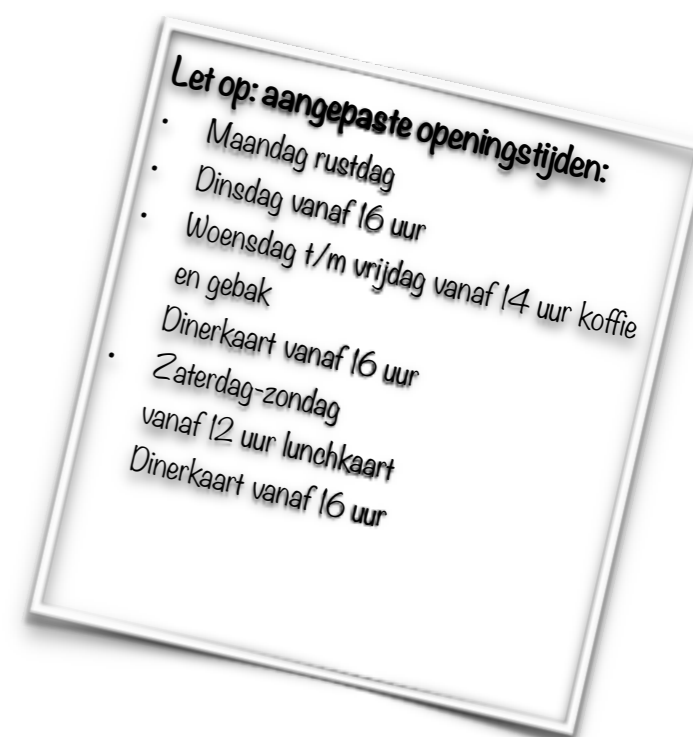 Let op: aangepaste openingstijden:
• Maandag rustdag
• Dinsdag vanaf 16 uur
• Woensdag t/m vrijdag vanaf 14 uur koffie
en gebak
Dinerkaart vanaf 16 uur
• Zaterdag-zondag
vanaf 12 uur lunchkaart
Dinerkaart vanaf 16 uur